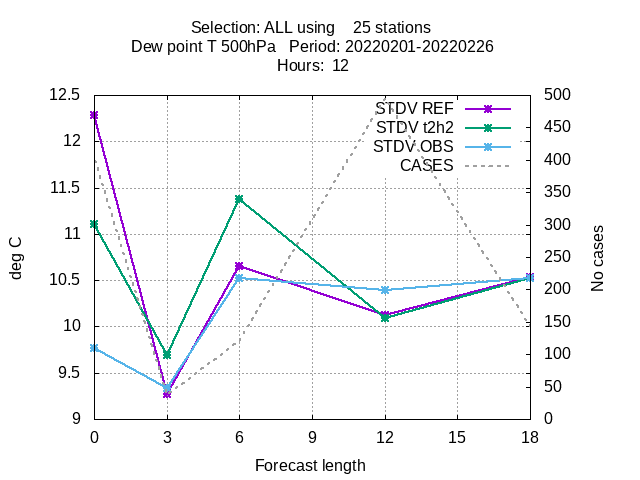 Selection: ALL using    25 stations
Dew point T 500hPa   Period: 20220201-20220226
Hours:  12
STDV REF
STDV t2h2
STDV OBS
CASES
12.5
12
11.5
11
10.5
10
9.5
9
deg C
500
450
400
350
300
250
200
150
100
50
0
No cases
0 3 6 9 12 15 18
Forecast length